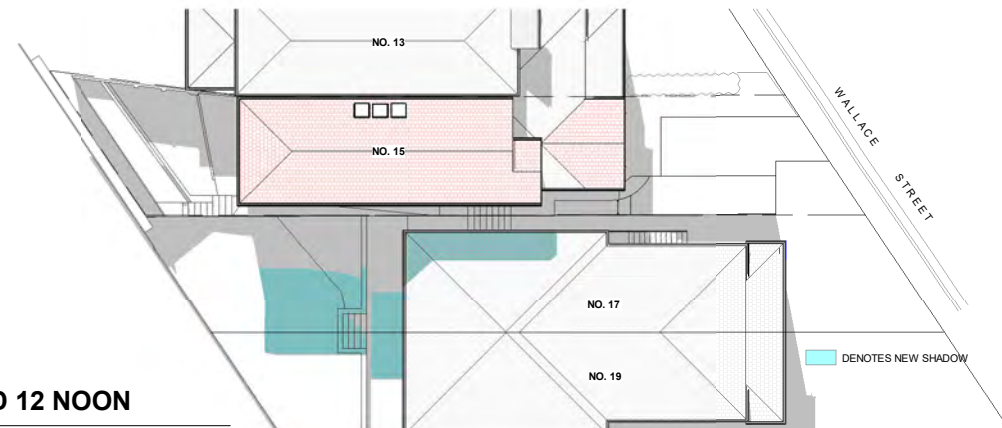 NO. 13
WALLACE STREET
NO. 15
NO. 17
DENOTES NEW SHADOW
NO. 19
12 NOON